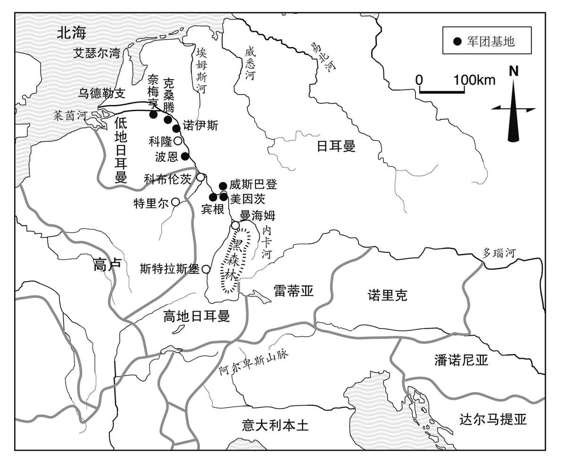 北海
军团基地
艾瑟尔湾
埃姆斯河
威悉河
易北河
0 100km
N
乌德勒支
奈梅亨
克桑腾
莱茵河
低地日耳曼
诺伊斯
科隆
波恩
日耳曼
科布伦茨
威斯巴登
美因茨
特里尔
宾根
曼海姆
内卡河
黑森林
多瑙河
高卢
斯特拉斯堡
雷蒂亚
诺里克
高地日耳曼
阿尔卑斯山脉
潘诺尼亚
意大利本土
达尔马提亚